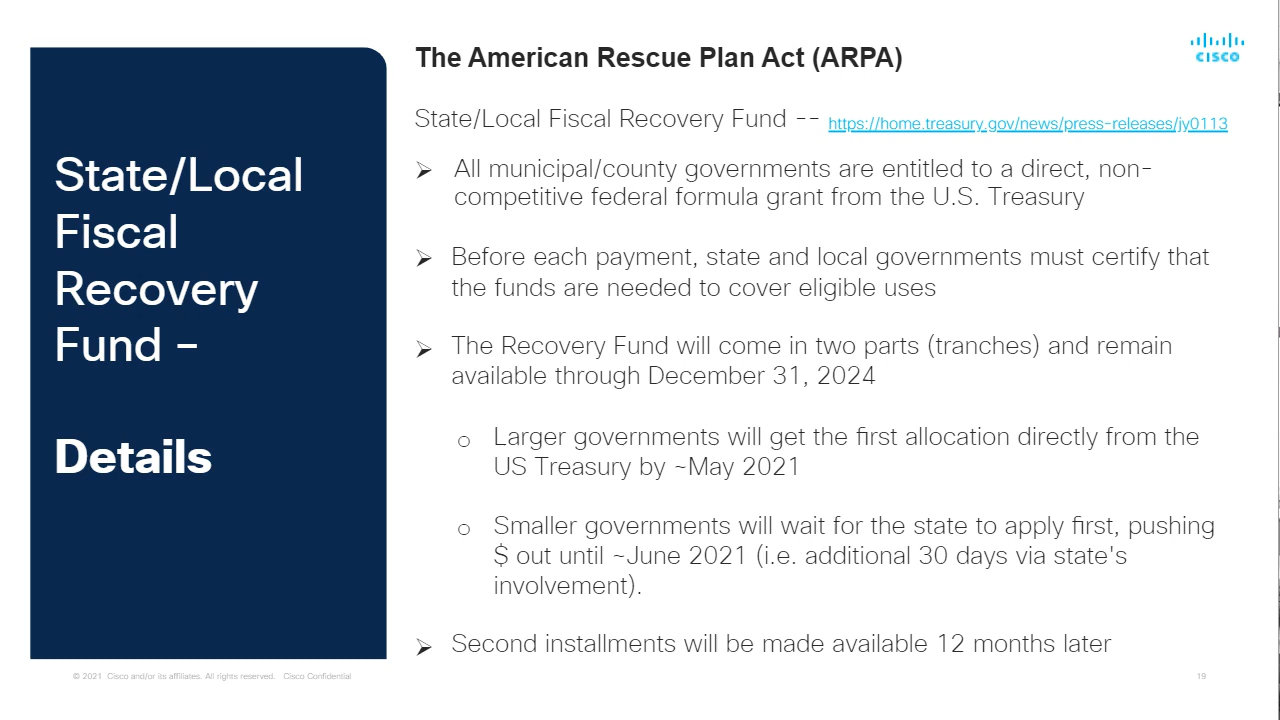 The American Rescue Plan Act (ARPA)
CISCO
State/Local
Fiscal
Recovery
Fund –
Details
State/Local Fiscal Recovery Fund -- https://home.treasury.gov/news/press-releases/jy0113
All municipal/county governments are entitled to a direct, non-
competitive federal formula grant from the U.S. Treasury
Before each payment, state and local governments must certify that
the funds are needed to cover eligible uses
The Recovery Fund will come in two parts (tranches) and remain
available through December 31, 2024
Larger governments will get the first allocation directly from the
US Treasury by ~May 2021
Smaller governments will wait for the state to apply first, pushing
$ out until ~June 2021 (i.e. additional 30 days via state's
involvement).
Second installments will be made available 12 months later
© 2021 Cisco and/or its affiliates. All rights reserved. Cisco Confidential
19